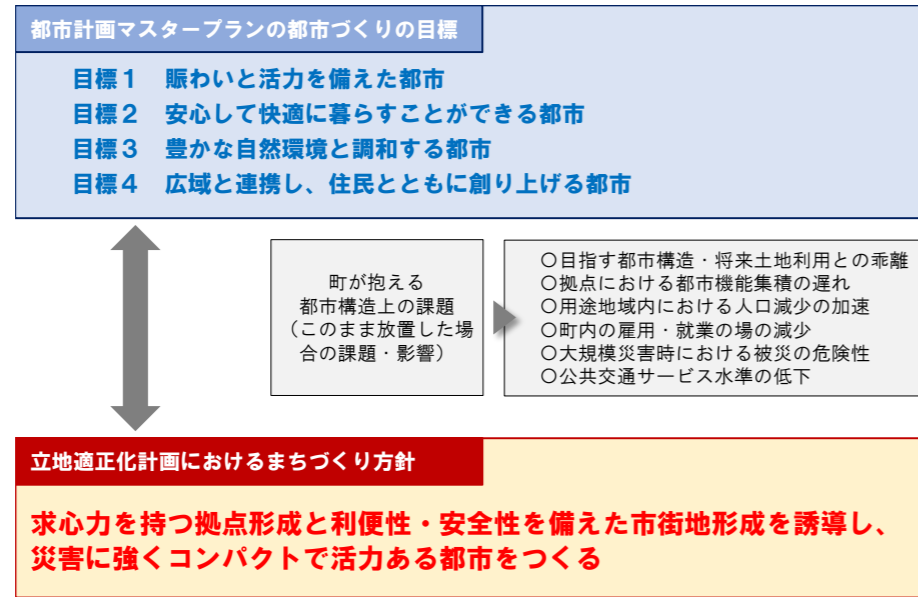 都市計画マスタープランの都市づくりの目標
目標1 賑わいと活力を備えた都市
目標2 安心して快適に暮らすことができる都市
目標3 豊かな自然環境と調和する都市
目標4 広域と連携し、住民とともに創り上げる都市
町が抱える
都市構造上の課題
(このまま放置した場
合の課題・影響)
〇目指す都市構造・将来土地利用との乖離
〇拠点における都市機能集積の遅れ
〇用途地域内における人口減少の加速
〇町内の雇用・就業の場の減少
〇大規模災害時における被災の危険性
〇公共交通サービス水準の低下
立地適正化計画におけるまちづくり方針
求心力を持つ拠点形成と利便性・安全性を備えた市街地形成を誘導し、
災害に強くコンパクトで活力ある都市をつくる